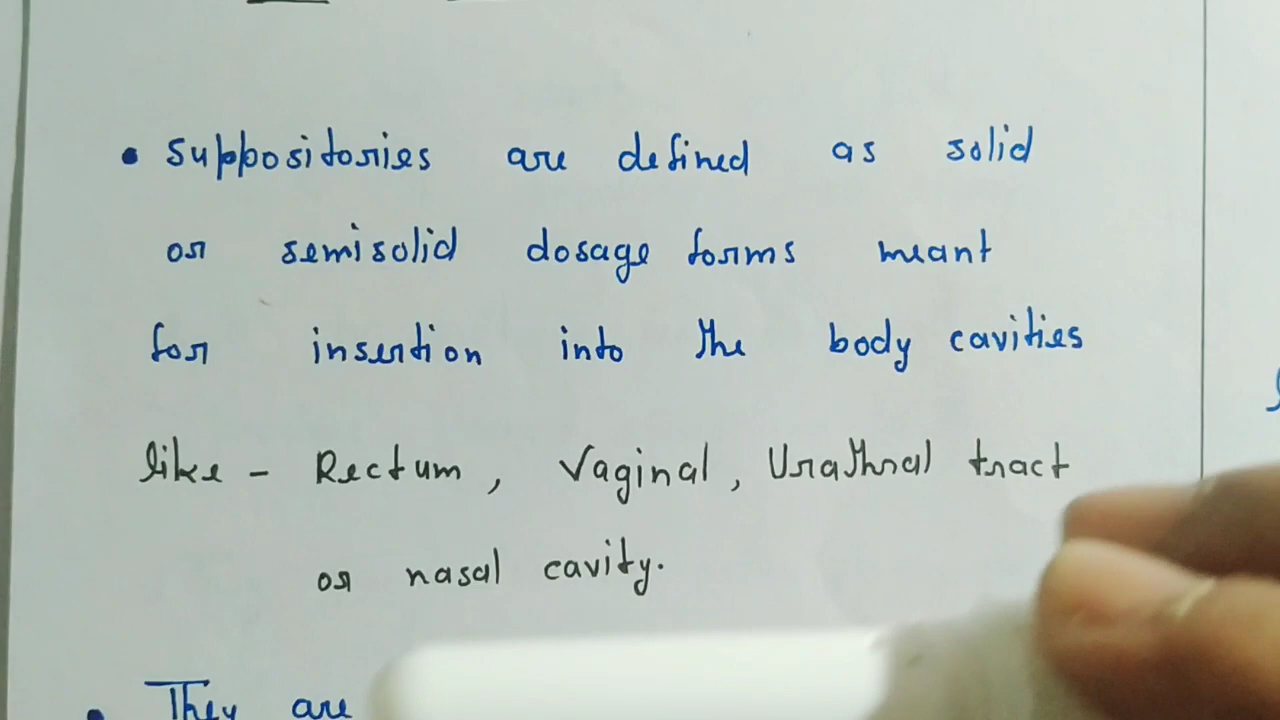 • Suppositories are defined as solid
or semisolid dosage forms meant
for insertion into the body cavities
like - Rectum, Vaginal, Urathral tract
or nasal cavity.
• They are